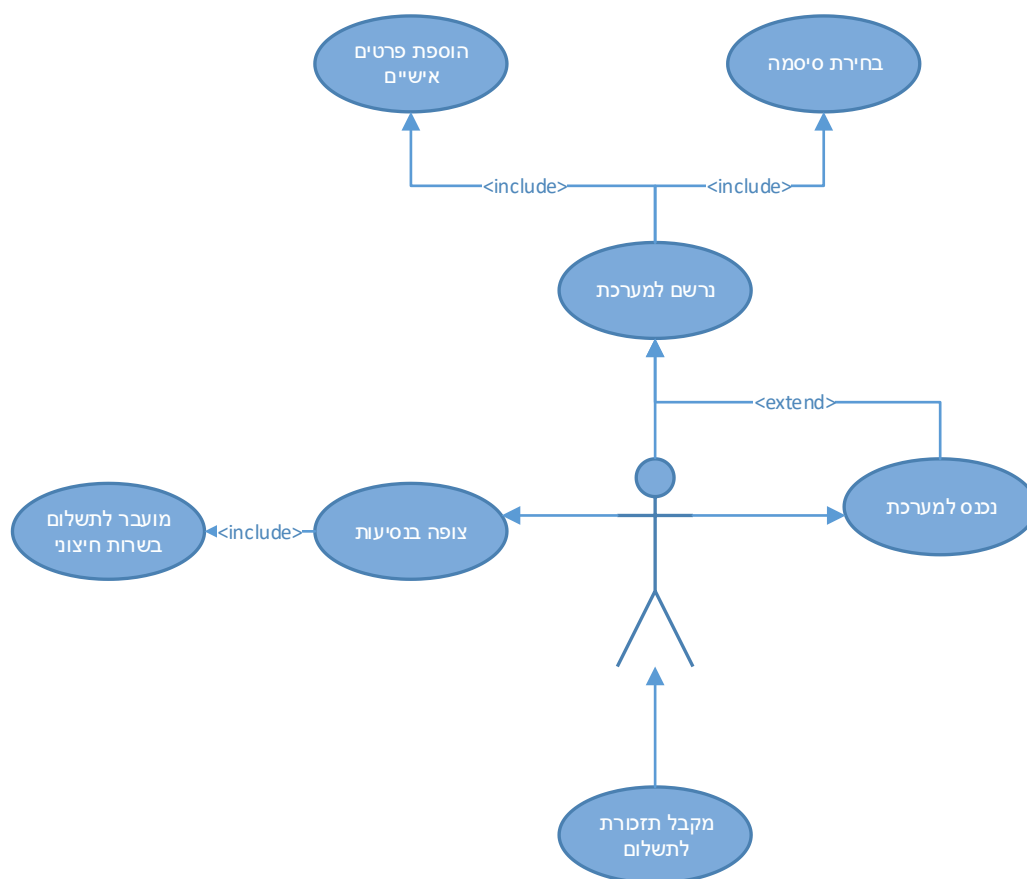 הוספת פרטים
אישיים
בחירת סיסמה
<include>
<include>
נרשם למערכת
<extend>
נכנס למערכת
צופה בנסיעות
<include>
מועבר לתשלום
בשרות חיצוני
מקבל תזכורת
לתשלום